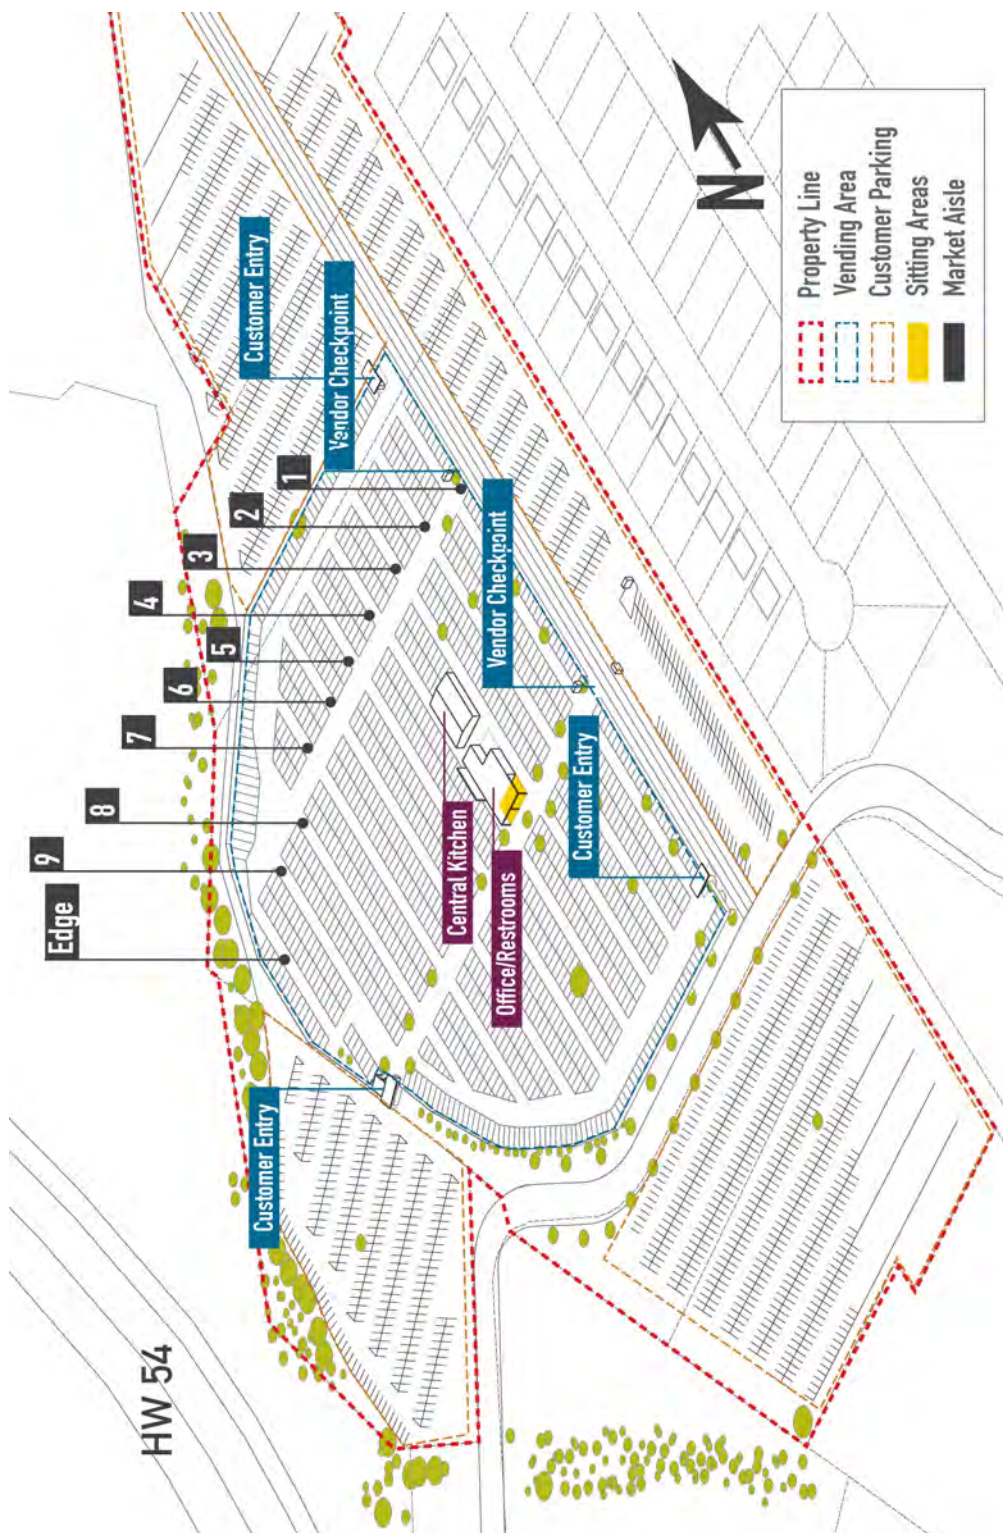 HW 54
Edge
9
8
7
6
5
4
3
2
1
Customer Entry
Vendor Checkpoint
Customer Entry
Central Kitchen
Office/Restrooms
Vendor Checkpoint
Customer Entry
N
Property Line
Vending Area
Customer Parking
Sitting Areas
Market Aisle